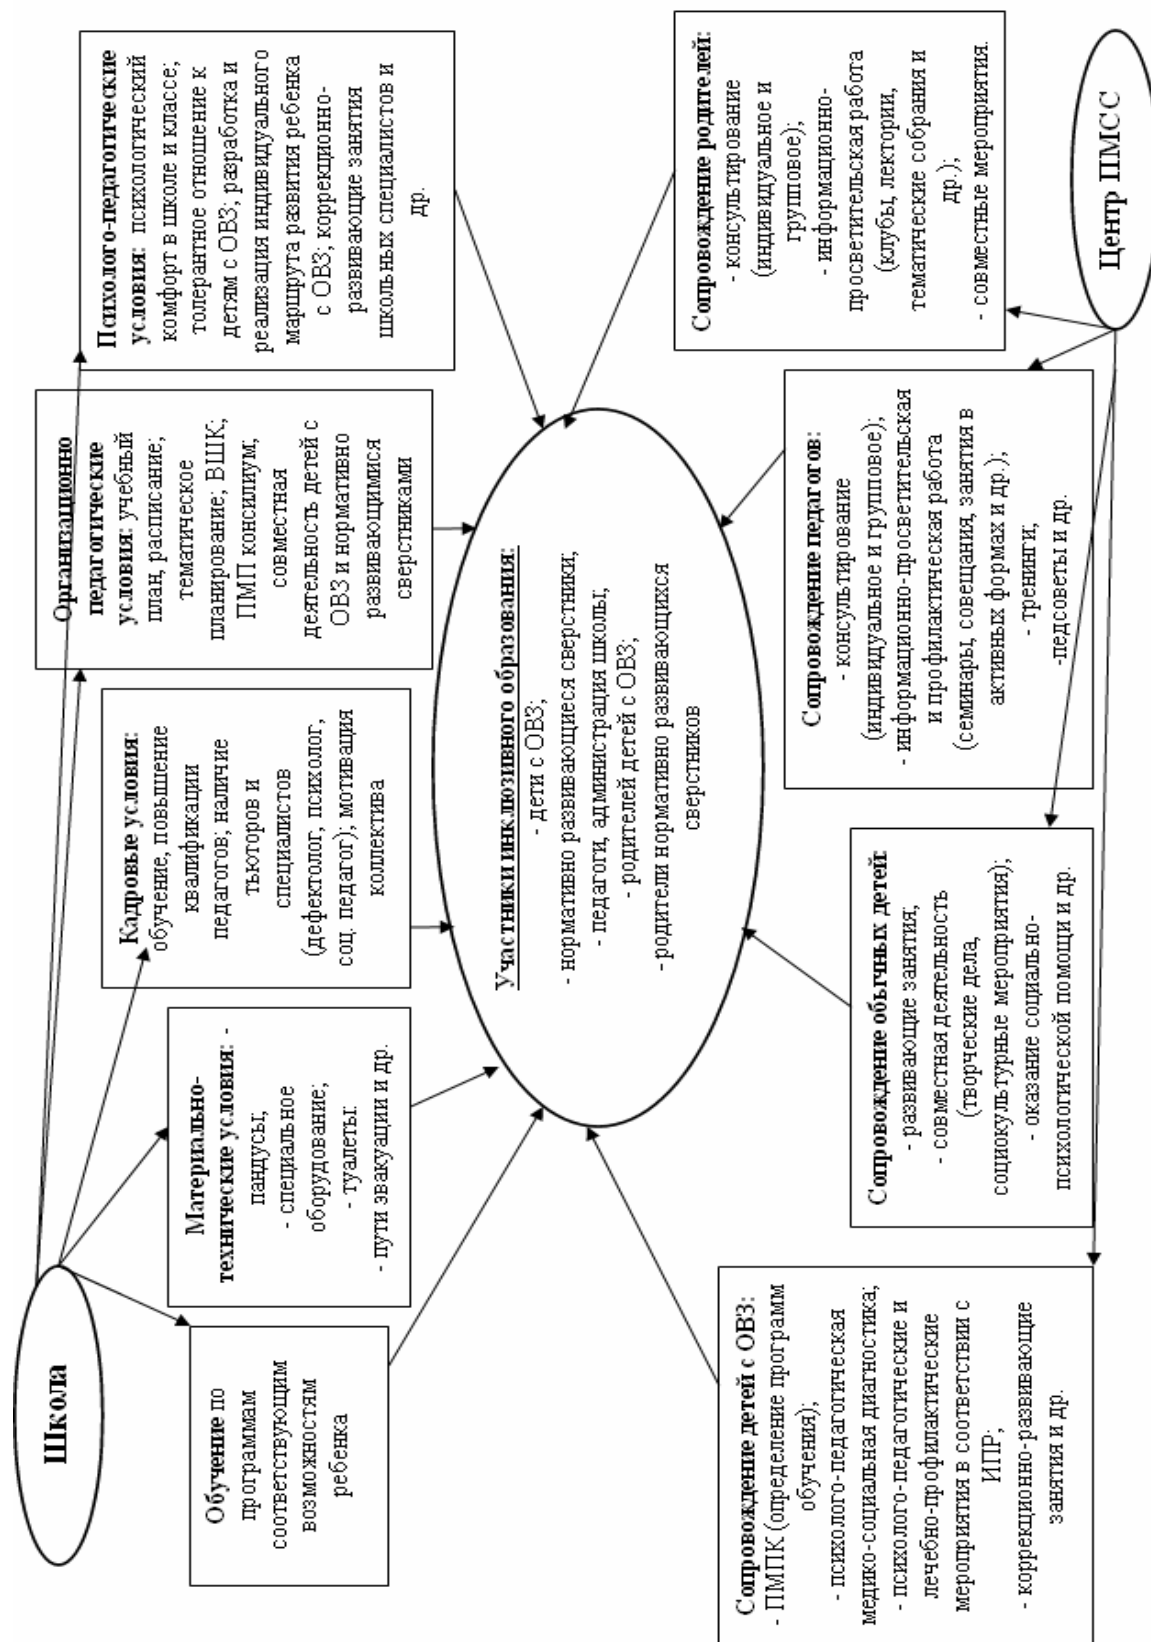 Школа
Обучение по
программам
соответствующим
возможностям
ребенка
Материально-
технические условия: -
пандусы;
- специальное
оборудование;
- туалеты:
- пути эвакуации и др.
Кадровые условия:
обучение, повышение
квалификации
педагогов; наличие
тьюторов и
специалистов
(дефектолог, психолог,
соц. педагог); мотивация
коллектива
Организационно
педагогические
условия: учебный
план, расписание;
тематическое
планирование; ВШК;
ПМП консилиум,
совместная
деятельность детей с
ОВЗ и нормативно
развивающимися
сверстниками
Психолого-педагогические
условия: психологический
комфорт в школе и классе;
толерантное отношение к
детям с ОВЗ; разработка и
реализация индивидуального
маршрута развития ребенка
с ОВЗ; коррекционно-
развивающие занятия
школьных специалистов и
др.
Участники инклюзивного образования:
- дети с ОВЗ;
- нормативно развивающиеся сверстники;
- педагоги, администрация школы;
- родителей детей с ОВЗ;
- родители нормативно развивающихся
сверстников
Сопровождение детей с ОВЗ:
- ПМПК (определение программ
обучения);
- психолого-педагогическая
медико-социальная диагностика;
- психолого-педагогические и
лечебно-профилактические
мероприятия в соответствии с
ИПР;
- коррекционно-развивающие
занятия и др.
Сопровождение обычных детей:
- развивающие занятия;
- совместная деятельность
(творческие дела,
социокультурные мероприятия);
- оказание социально-
психологической помощи и др.
Сопровождение педагогов:
- консультирование
(индивидуальное и групповое);
- информационно-просветительская
и профилактическая работа
(семинары, совещания, занятия в
активных формах и др.);
- тренинги;
-педсоветы и др.
Сопровождение родителей:
- консультирование
(индивидуальное и
групповое);
- информационно-
просветительская работа
(клубы, лектории,
тематические собрания и
др.);
- совместные мероприятия.
Центр ПМСС